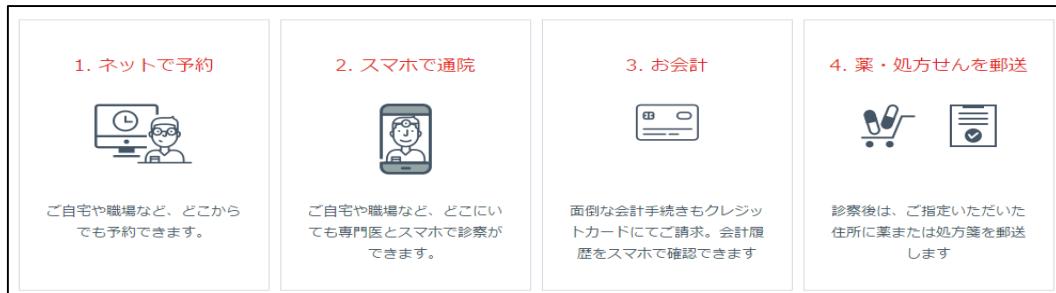 1. ネットで予約
ご自宅や職場など、どこから
でも予約できます。
2. スマホで通院
ご自宅や職場など、どこにい
ても専門医とスマホで診察が
できます。
3. お会計
面倒な会計手続きもクレジッ
トカードにてご請求。会計履
歴をスマホで確認できます
4. 薬・処方せんを郵送
診察後は、ご指定いただいた
住所に薬または処方箋を郵送
します